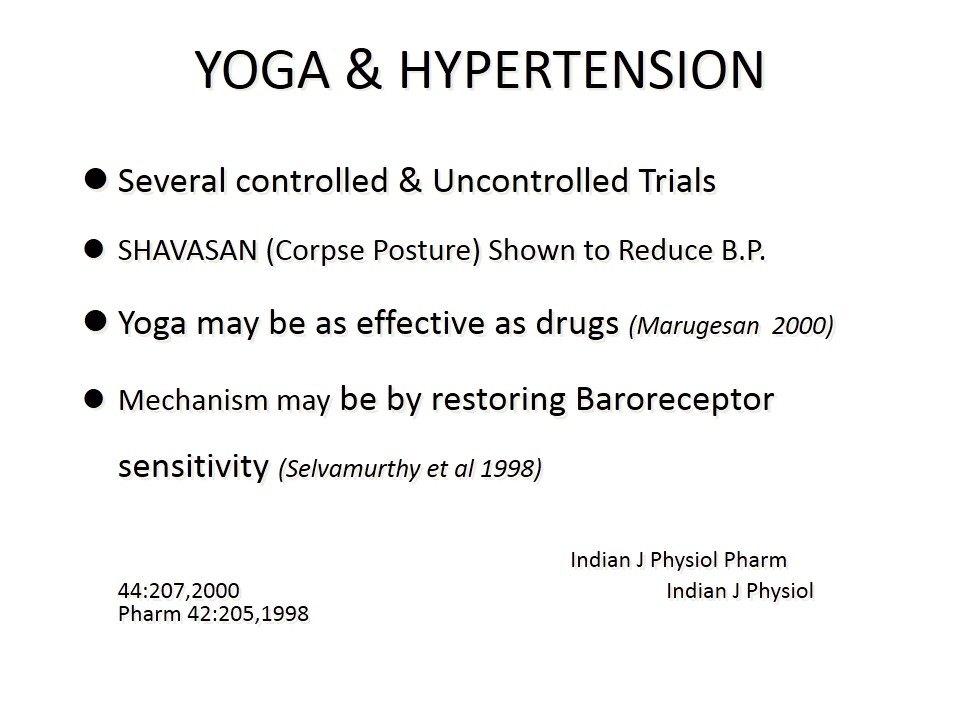 YOGA & HYPERTENSION
● Several controlled & Uncontrolled Trials
● SHAVASAN (Corpse Posture) Shown to Reduce B.P.
● Yoga may be as effective as drugs (Marugesan 2000)
● Mechanism may be by restoring Baroreceptor
sensitivity (Selvamurthy et al 1998)
Indian J Physiol Pharm
44:207,2000 Indian J Physiol
Pharm 42:205,1998